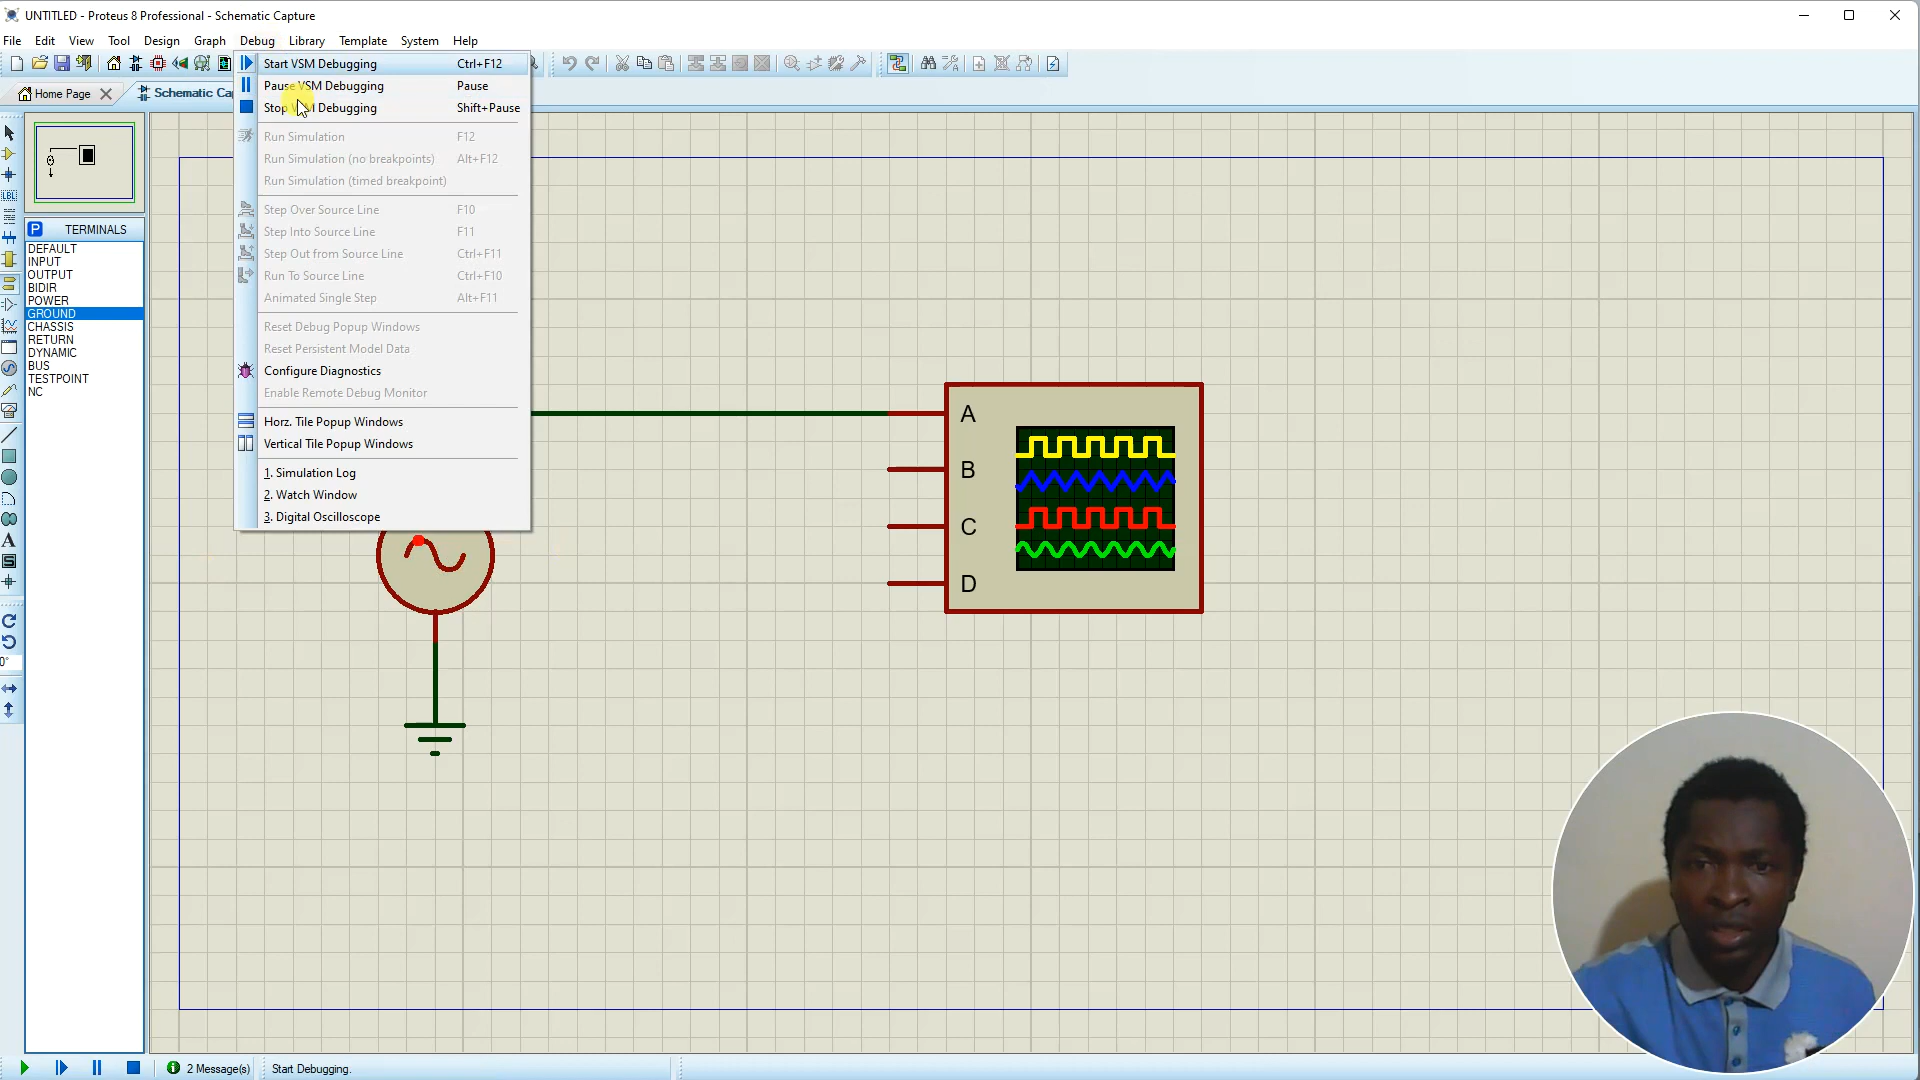 UNTITLED - Proteus 8 Professional - Schematic Capture
File Edit View Tool Design Graph Debug Library Template System Help
Home Page
Schematic Ca
Start VSM Debugging Ctrl+F12
Pause VSM Debugging Pause
Stop VSM Debugging Shift+Pause
Run Simulation F12
Run Simulation (no breakpoints) Alt+F12
Run Simulation (timed breakpoint)
Step Over Source Line F10
Step Into Source Line F11
Step Out from Source Line Ctrl+F11
Run To Source Line Ctrl+F10
Animated Single Step Alt+F11
Reset Debug Popup Windows
Reset Persistent Model Data
Configure Diagnostics
Enable Remote Debug Monitor
Horz. Tile Popup Windows
Vertical Tile Popup Windows
1. Simulation Log
2. Watch Window
3. Digital Oscilloscope
P TERMINALS
DEFAULT
INPUT
OUTPUT
BIDIR
POWER
GROUND
CHASSIS
RETURN
DYNAMIC
BUS
TESTPOINT
NC
LBL
A
S
0°
A
B
C
D
2 Message(s)
Start Debugging.